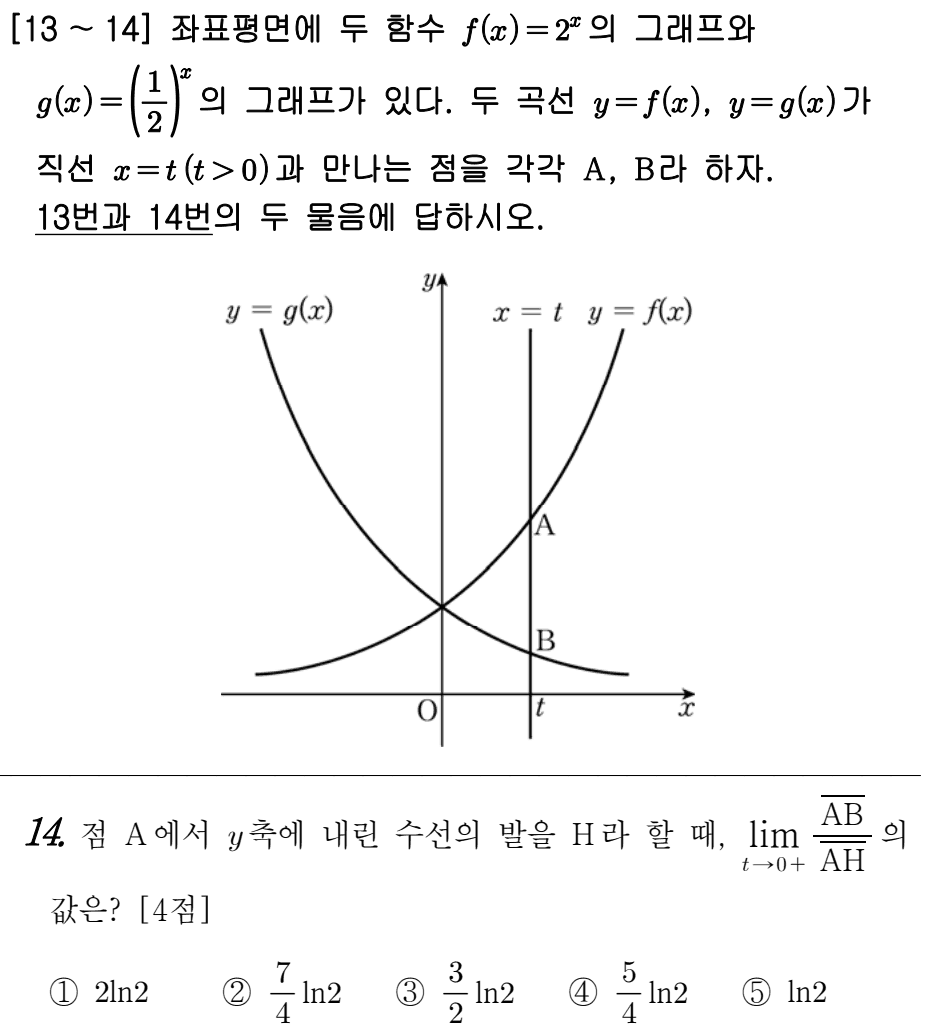 [13 ~ 14] 좌표평면에 두 함수 f(x)=2^x의 그래프와
g(x)=(1/2)^x의 그래프가 있다. 두 곡선 y=f(x), y=g(x)가
직선 x=t(t>0)과 만나는 점을 각각 A, B라 하자.
13번과 14번의 두 물음에 답하시오.
y
y = g(x)
x = t
y = f(x)
A
B
O
t
x
14. 점 A에서 y축에 내린 수선의 발을 H라 할 때, lim_{t→0+} \overline{AB}/\overline{AH}의
값은? [4점]
① 2ln2 ② 7/4 ln2 ③ 3/2 ln2 ④ 5/4 ln2 ⑤ ln2